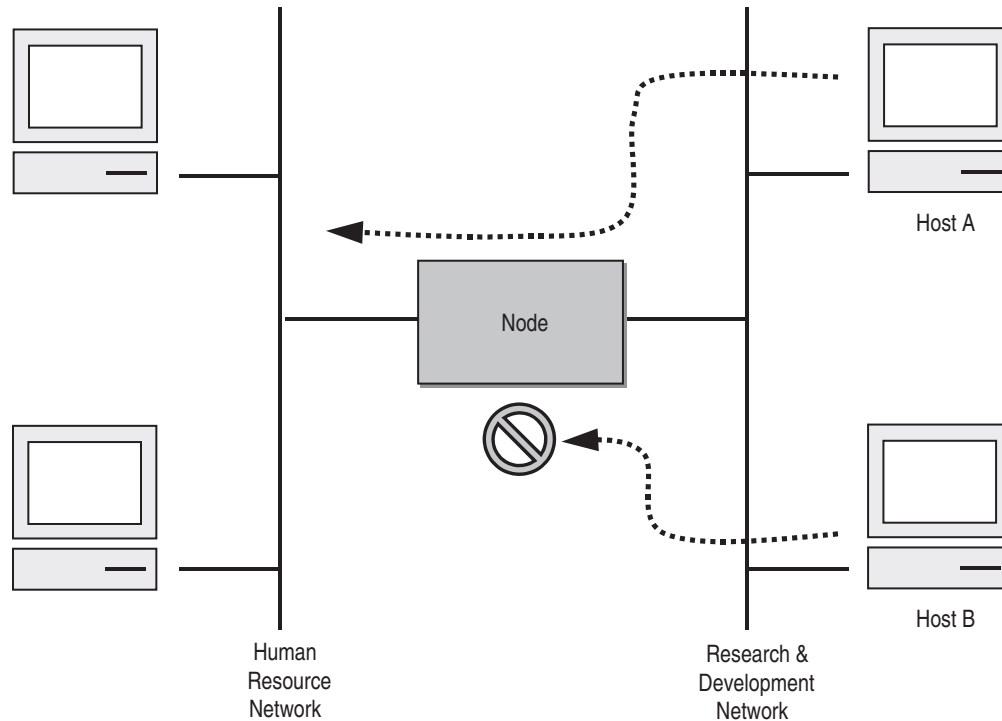 Host A
Node
Host B
Human
Resource
Network
Research &
Development
Network